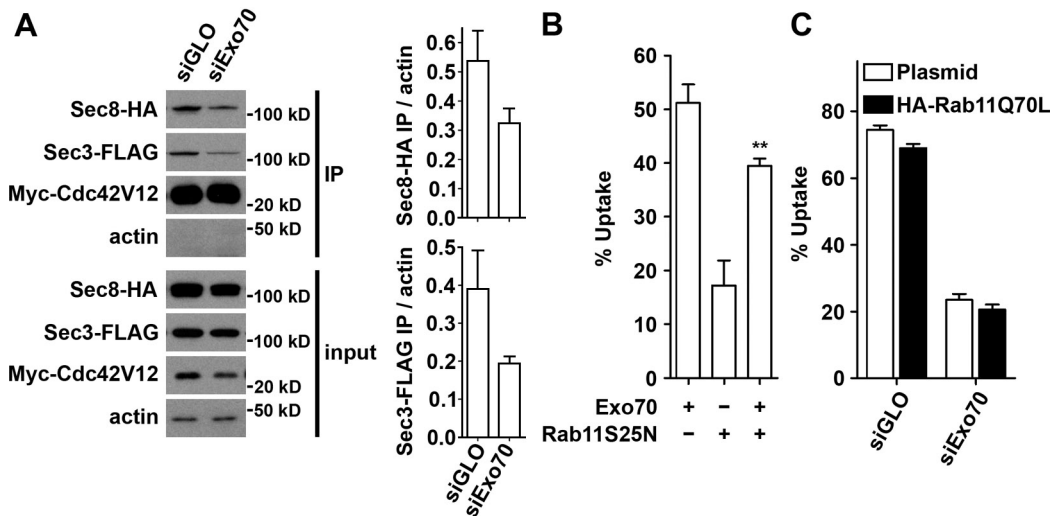 A
siGLO
siExo70
Sec8-HA
-100 kD
Sec3-FLAG
-100 kD
Myc-Cdc42V12
-20 kD
-50 kD
actin
IP
Sec8-HA
-100 kD
Sec3-FLAG
-100 kD
Myc-Cdc42V12
-20 kD
-50 kD
actin
input
Sec8-HA IP / actin
0.6
0.5
0.4
0.3
0.2
0.1
0.0
Sec3-FLAG IP / actin
0.5
0.4
0.3
0.2
0.1
0.0
siGLO
siExo70
B
% Uptake
60
50
40
30
20
10
0
**
Exo70 + – +
Rab11S25N – + +
C
% Uptake
80
60
40
20
0
Plasmid
HA-Rab11Q70L
siGLO
siExo70